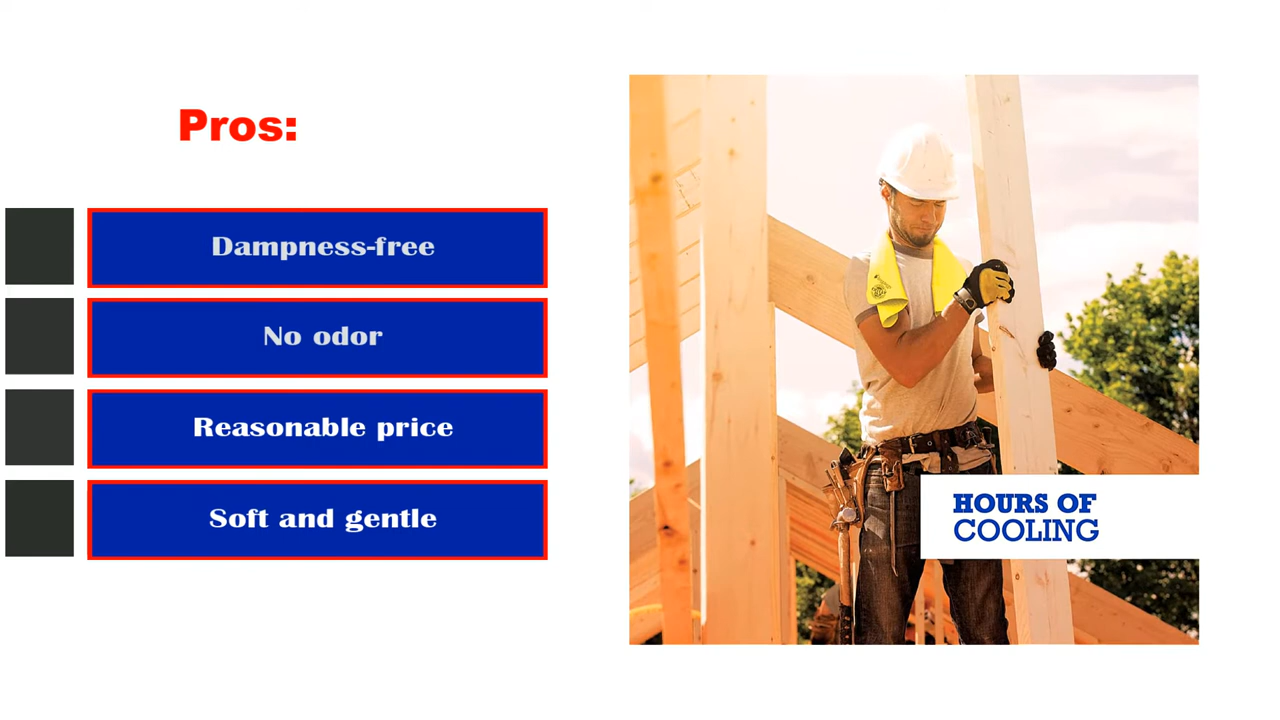 Pros:
Dampness-free
No odor
Reasonable price
Soft and gentle
HOURS OF
COOLING